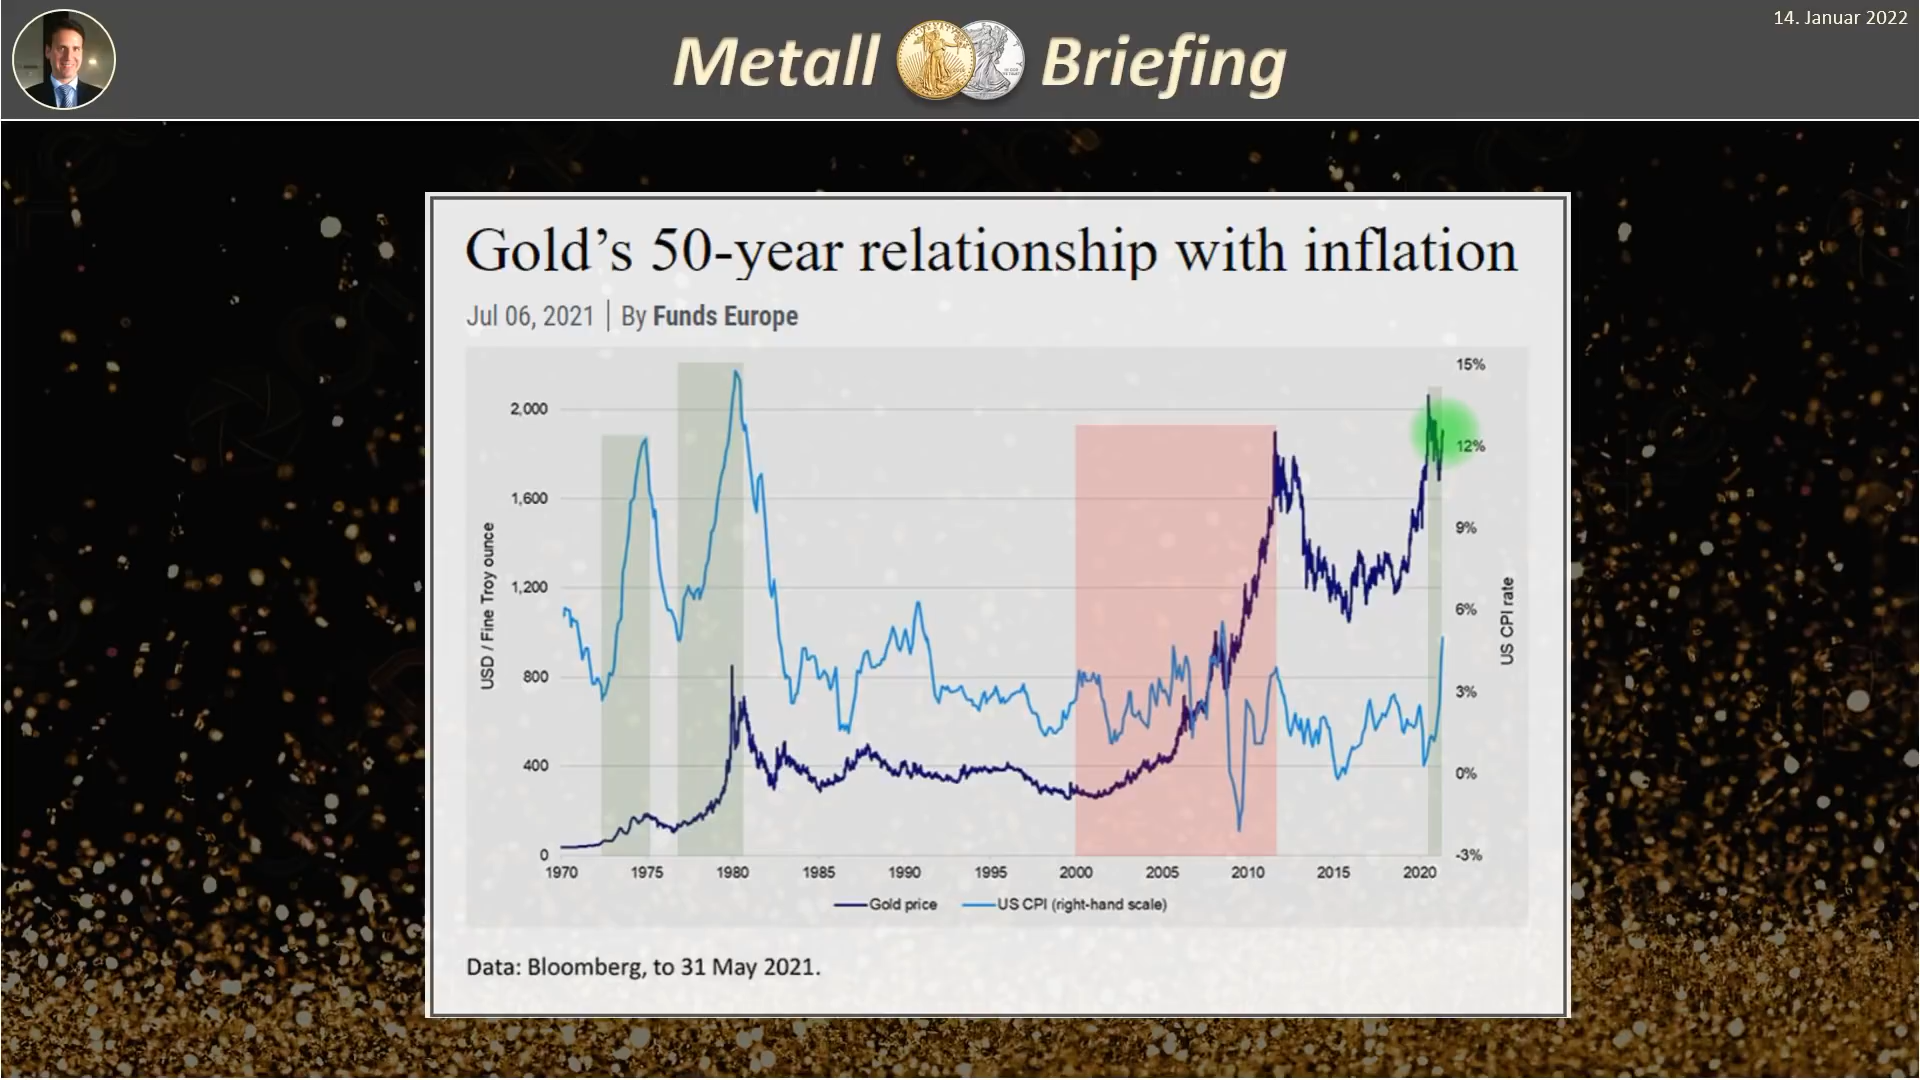 14. Januar 2022
Metall Briefing
Gold’s 50-year relationship with inflation
Jul 06, 2021 | By Funds Europe
15%
2,000
12%
1,600
9%
USD / Fine Troy ounce
1,200
6%
US CPI rate
800
3%
400
0%
0
-3%
1970 1975 1980 1985 1990 1995 2000 2005 2010 2015 2020
Gold price US CPI (right-hand scale)
Data: Bloomberg, to 31 May 2021.